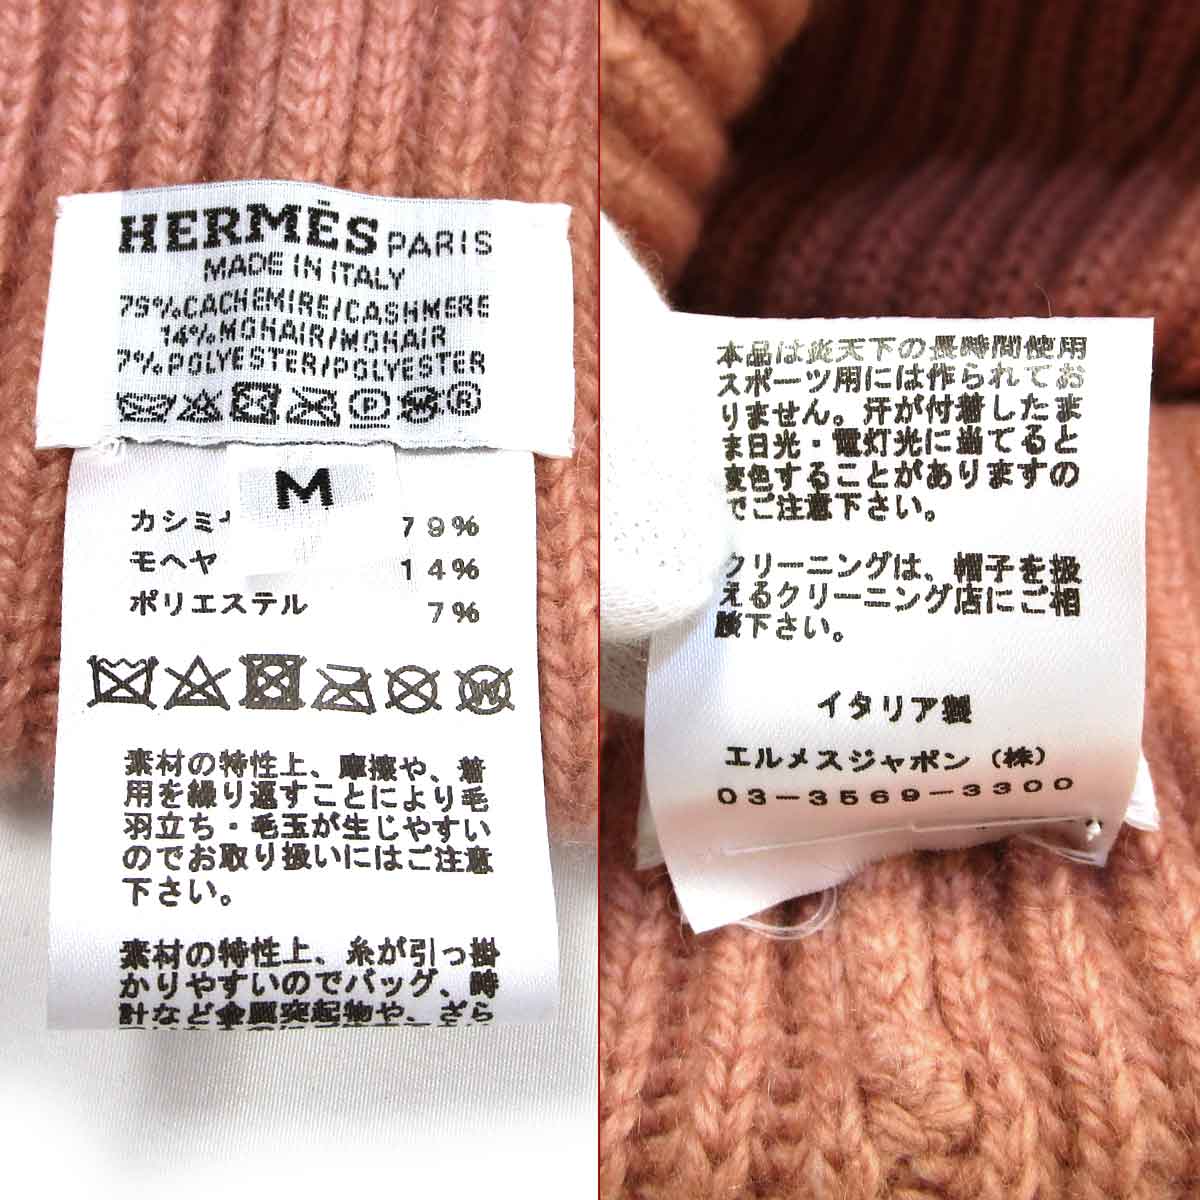 HERMÈS PARIS
MADE IN ITALY
79%CACHEMIRE/CASHMERE
14%MOHAIR/MOHAIR
7%POLYESTER/POLYESTER
P W R
M
カシミ 79%
モヘヤ 14%
ポリエステル 7%
W
素材の特性上、摩擦や、着
用を繰り返すことにより毛
羽立ち・毛玉が生じやすい
のでお取り扱いにはご注意
下さい。
素材の特性上、糸が引っ掛
かりやすいのでバッグ、時
計など金属突起物や、ざら
本品は炎天下の長時間使用
スポーツ用には作られてお
りません。汗が付着したま
ま日光・電灯光に当てると
変色することがありますの
でご注意下さい。
クリーニングは、帽子を扱
えるクリーニング店にご相
談下さい。
イタリア製
エルメスジャポン（株）
03-3569-3300